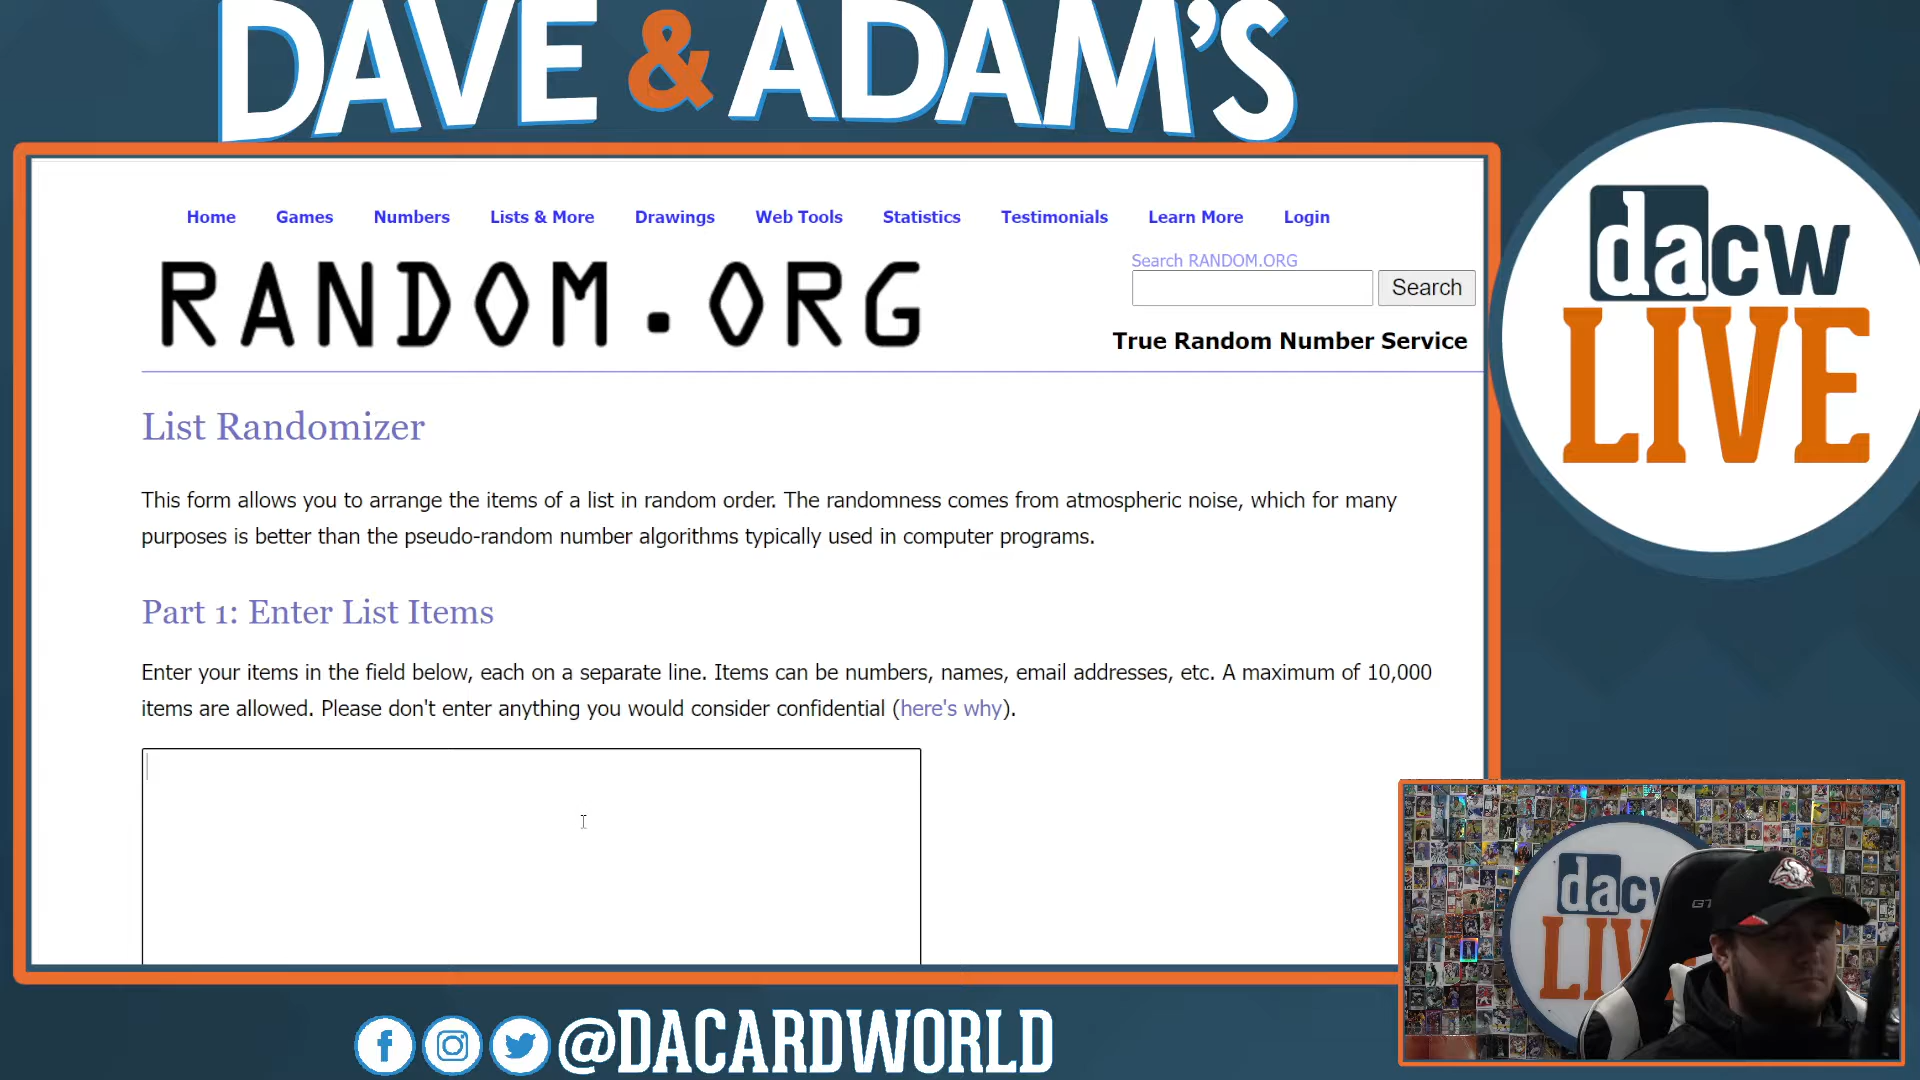 DAVE & ADAM'S
Home Games Numbers Lists & More Drawings Web Tools Statistics Testimonials Learn More Login
RANDOM.ORG
Search RANDOM.ORG
Search
True Random Number Service
List Randomizer
This form allows you to arrange the items of a list in random order. The randomness comes from atmospheric noise, which for many
purposes is better than the pseudo-random number algorithms typically used in computer programs.
Part 1: Enter List Items
Enter your items in the field below, each on a separate line. Items can be numbers, names, email addresses, etc. A maximum of 10,000
items are allowed. Please don't enter anything you would consider confidential (here's why).
dacw
LIVE
dacw
LIV
GT
@DACARDWORLD